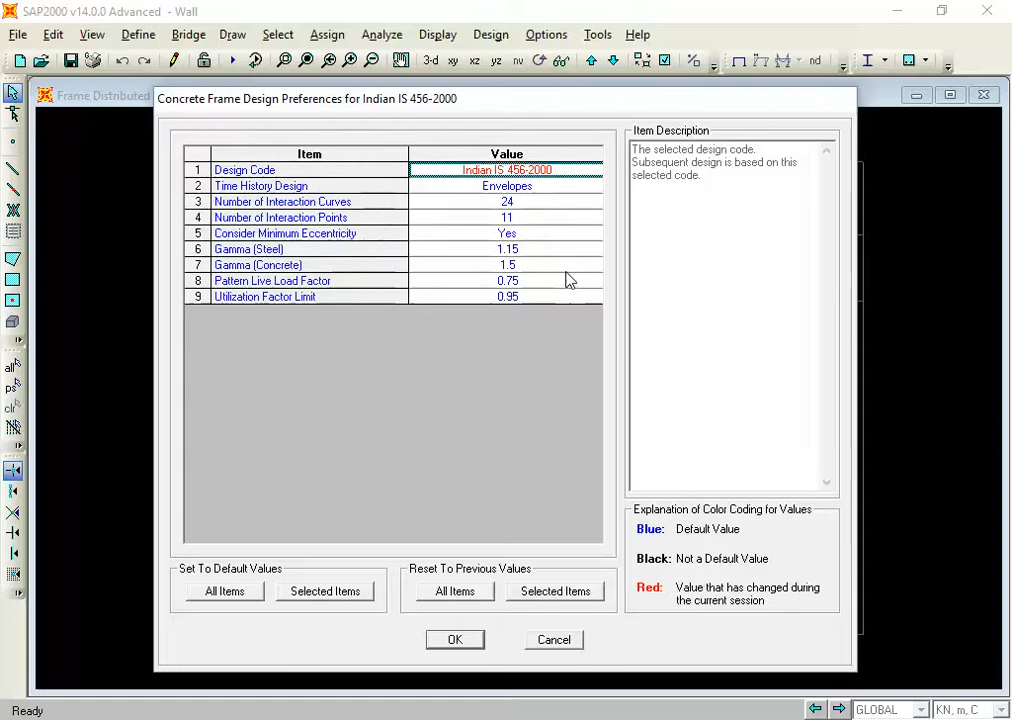 SAP2000 v14.0.0 Advanced - Wall
File Edit View Define Bridge Draw Select Assign Analyze Display Design Options Tools Help
3-d xy xz yz nv nd
Frame Distributed
Concrete Frame Design Preferences for Indian IS 456-2000
Item Value
1 Design Code Indian IS 456-2000
2 Time History Design Envelopes
3 Number of Interaction Curves 24
4 Number of Interaction Points 11
5 Consider Minimum Eccentricity Yes
6 Gamma (Steel) 1.15
7 Gamma (Concrete) 1.5
8 Pattern Live Load Factor 0.75
9 Utilization Factor Limit 0.95
Item Description
The selected design code.
Subsequent design is based on this
selected code.
all
ps
clr
Explanation of Color Coding for Values
Blue: Default Value
Black: Not a Default Value
Red: Value that has changed during
the current session
Set To Default Values
All Items Selected Items
Reset To Previous Values
All Items Selected Items
OK Cancel
Ready GLOBAL KN, m, C